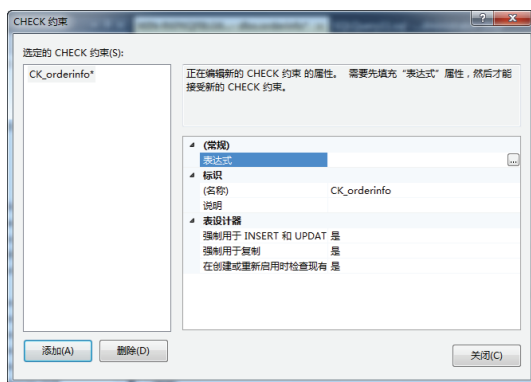 CHECK 约束
选定的 CHECK 约束(S):
CK_orderinfo*
正在编辑新的 CHECK 约束 的属性。 需要先填充“表达式”属性，然后才能
接受新的 CHECK 约束。
(常规)
表达式
...
标识
(名称) CK_orderinfo
说明
表设计器
强制用于 INSERT 和 UPDAT 是
强制用于复制 是
在创建或重新启用时检查现有 是
添加(A) 删除(D)
关闭(C)